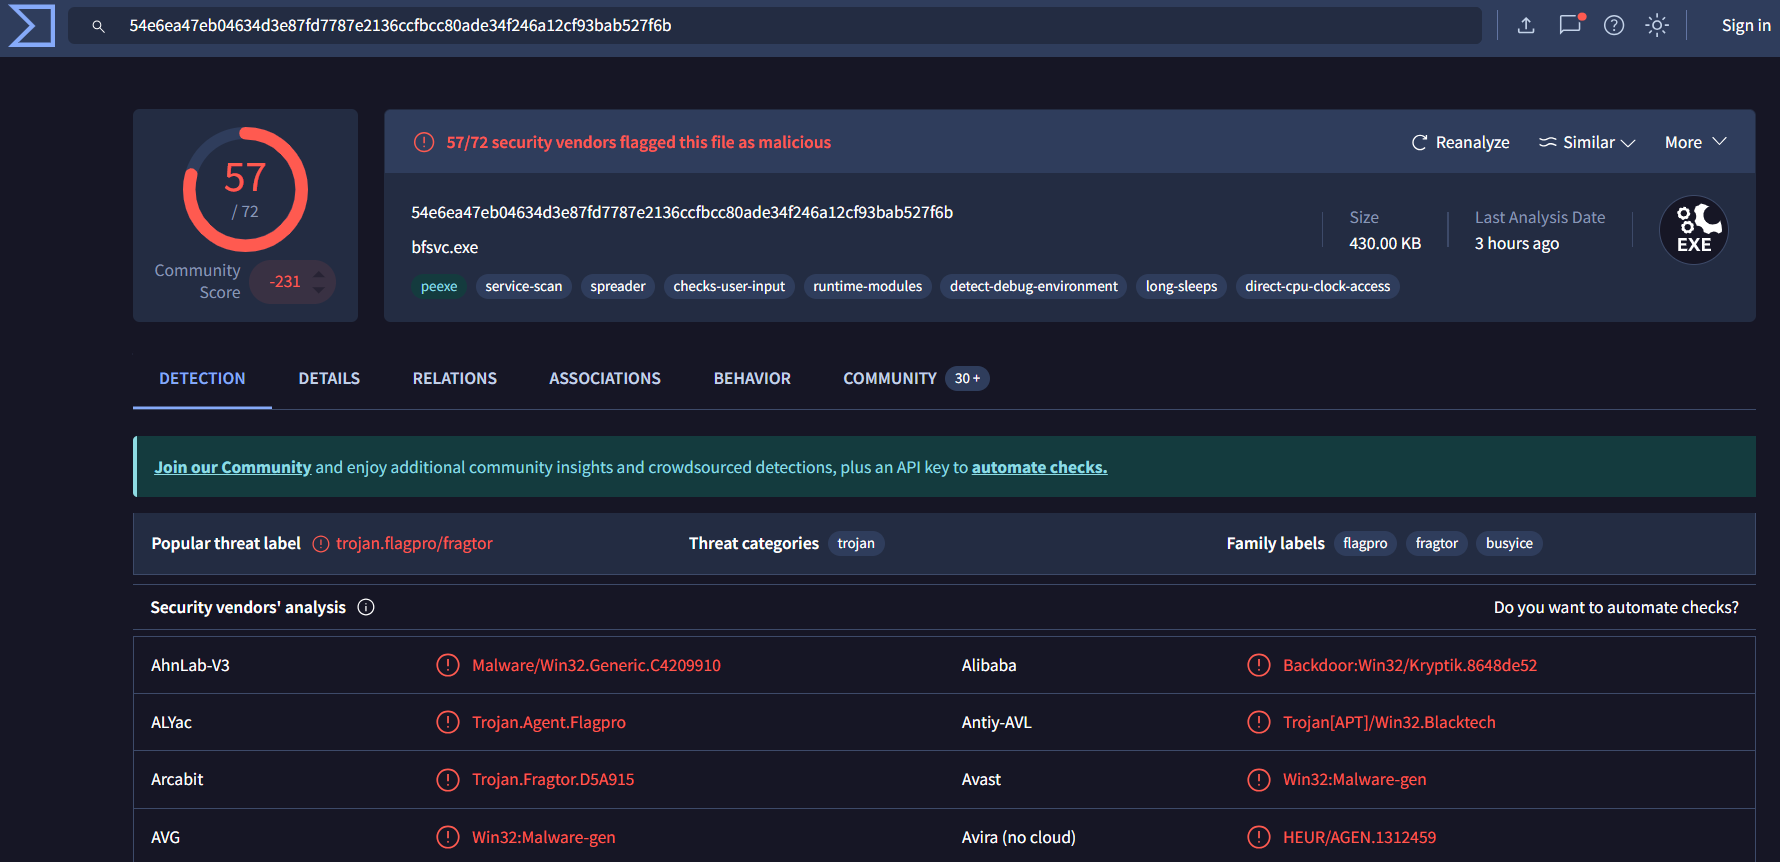 54e6ea47eb04634d3e87fd7787e2136ccfbcc80ade34f246a12cf93bab527f6b
Sign in
57
/ 72
Community Score
-231
57/72 security vendors flagged this file as malicious
Reanalyze
Similar
More
54e6ea47eb04634d3e87fd7787e2136ccfbcc80ade34f246a12cf93bab527f6b
bfsvc.exe
Size
430.00 KB
Last Analysis Date
3 hours ago
EXE
peexe service-scan spreader checks-user-input runtime-modules detect-debug-environment long-sleeps direct-cpu-clock-access
DETECTION DETAILS RELATIONS ASSOCIATIONS BEHAVIOR COMMUNITY 30+
Join our Community and enjoy additional community insights and crowdsourced detections, plus an API key to automate checks.
Popular threat label trojan.flagpro/fragtor Threat categories trojan Family labels flagpro fragtor busyice
Security vendors' analysis Do you want to automate checks?
AhnLab-V3 Malware/Win32.Generic.C4209910 Alibaba Backdoor:Win32/Kryptik.8648de52
ALYac Trojan.Agent.Flagpro Antiy-AVL Trojan[APT]/Win32.Blacktech
Arcabit Trojan.Fragtor.D5A915 Avast Win32:Malware-gen
AVG Win32:Malware-gen Avira (no cloud) HEUR/AGEN.1312459